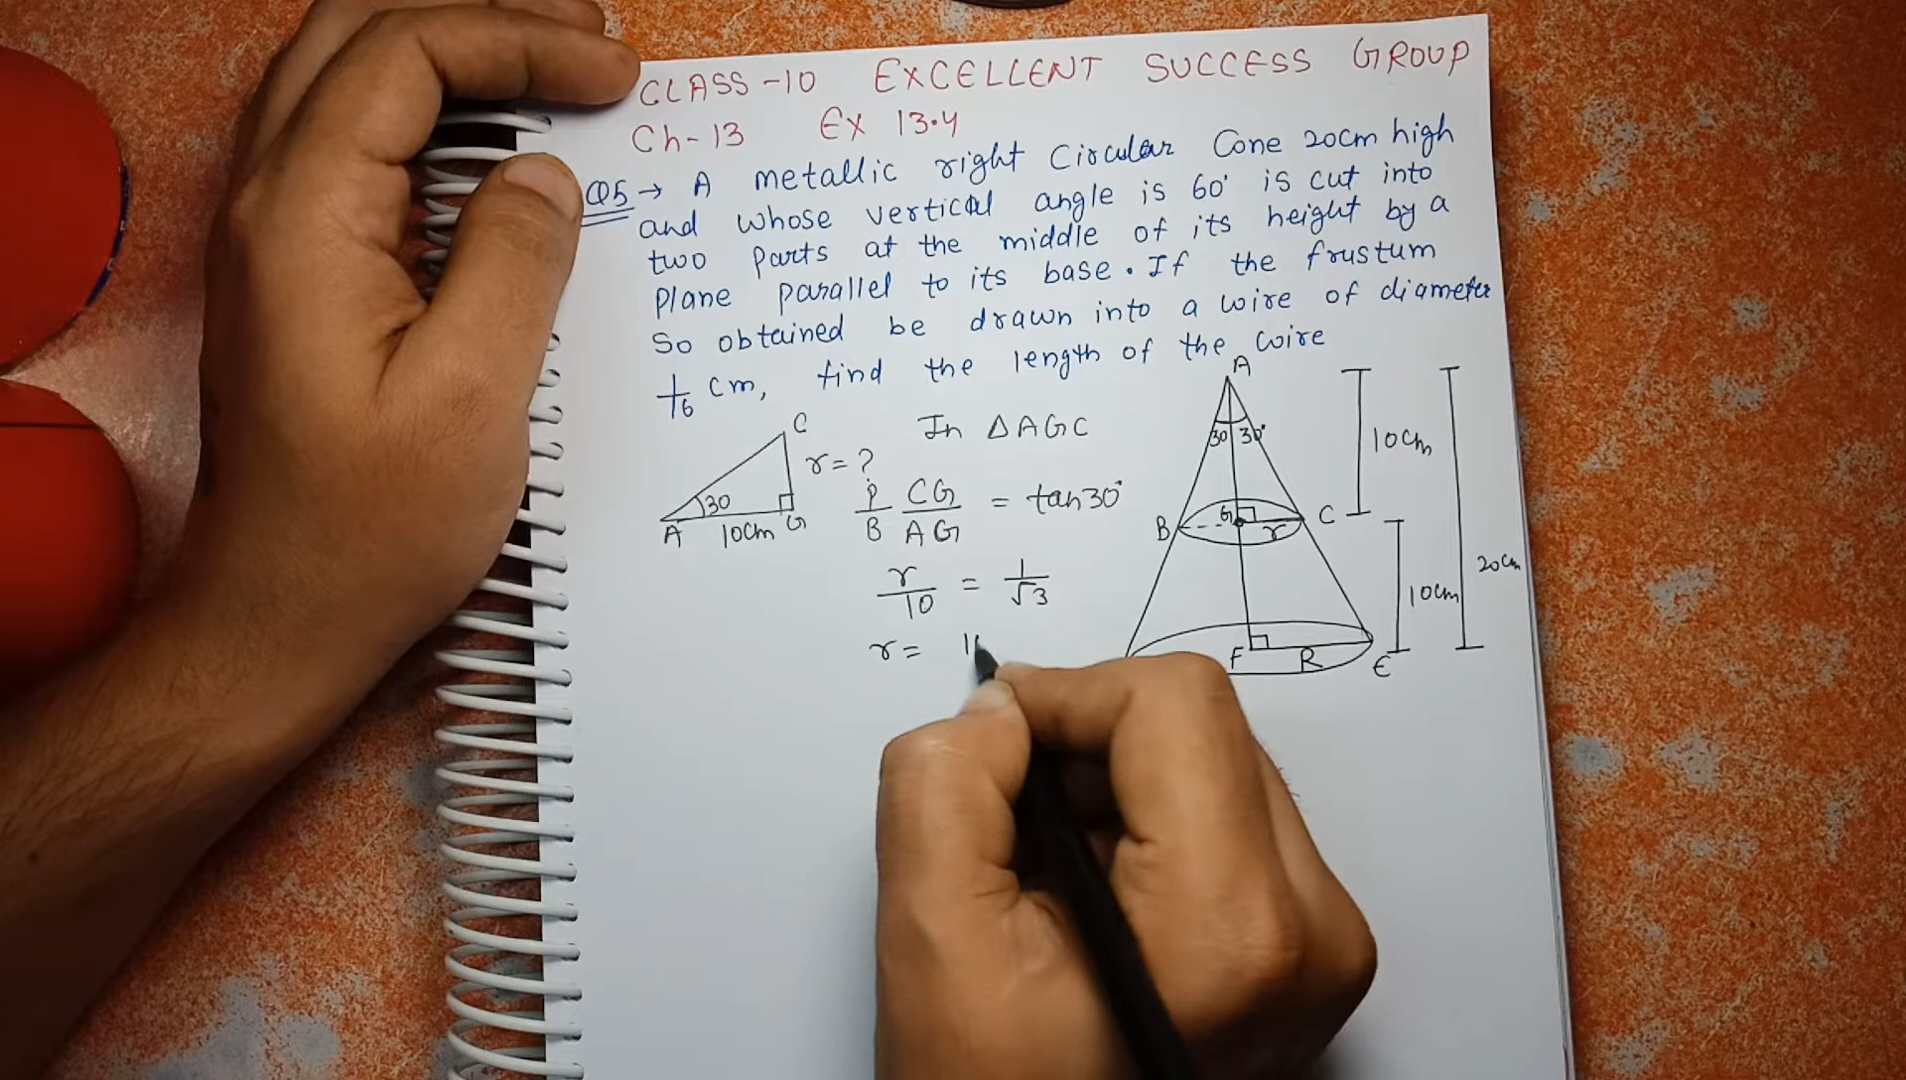 CLASS-10 EXCELLENT SUCCESS GROUP
Ch-13 EX 13.4
Q5 → A metallic right Circular Cone 20cm high
and whose vertical angle is 60° is cut into
two parts at the middle of its height by a
Plane parallel to its base. If the frustum
So obtained be drawn into a wire of diameter
1/16 cm, find the length of the wire
A
30 30°
10cm
B G C
r
10cm
20cm
F R E
C
r = ?
30
A 10cm G
In △AGC
P/B CG/AG = tan30°
r/10 = 1/√3
r =